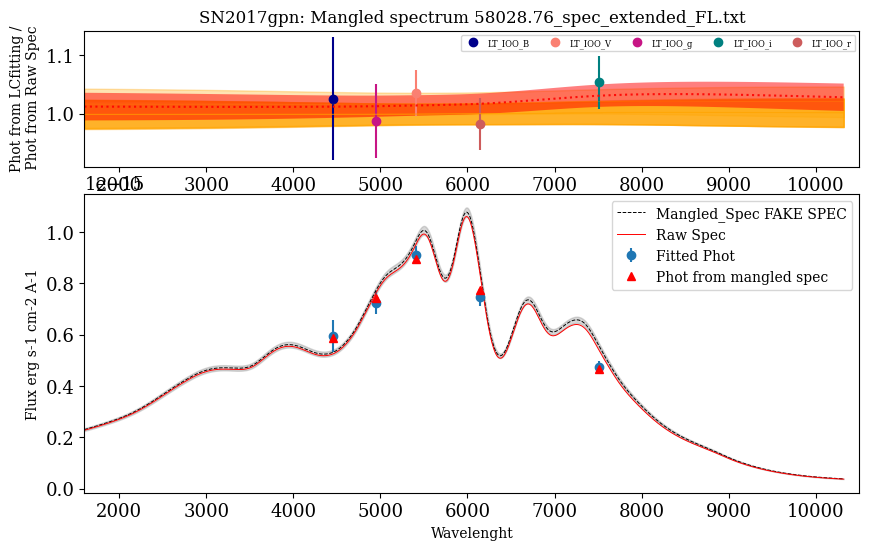 SN2017gpn: Mangled spectrum 58028.76_spec_extended_FL.txt
Phot from LCfitting /
Phot from Raw Spec
LT_IOO_B LT_IOO_V LT_IOO_g LT_IOO_i LT_IOO_r
1.1
1.0
2000 3000 4000 5000 6000 7000 8000 9000 10000
1e−15
Flux erg s-1 cm-2 A-1
Mangled_Spec FAKE SPEC
Raw Spec
Fitted Phot
Phot from mangled spec
1.0
0.8
0.6
0.4
0.2
0.0
2000 3000 4000 5000 6000 7000 8000 9000 10000
Wavelenght